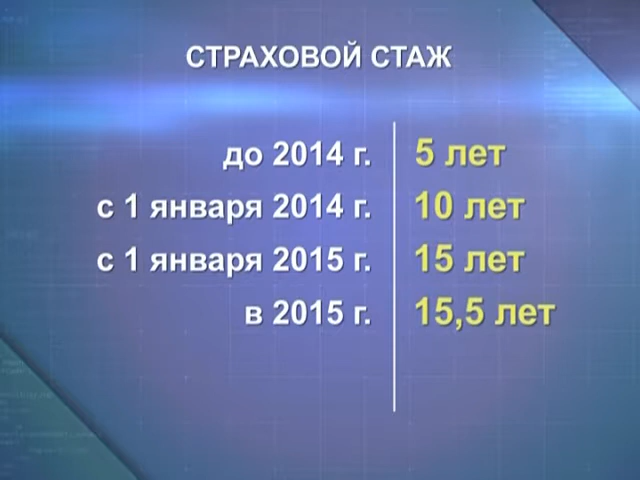 СТРАХОВОЙ СТАЖ
до 2014 г. 5 лет
с 1 января 2014 г. 10 лет
с 1 января 2015 г. 15 лет
в 2015 г. 15,5 лет